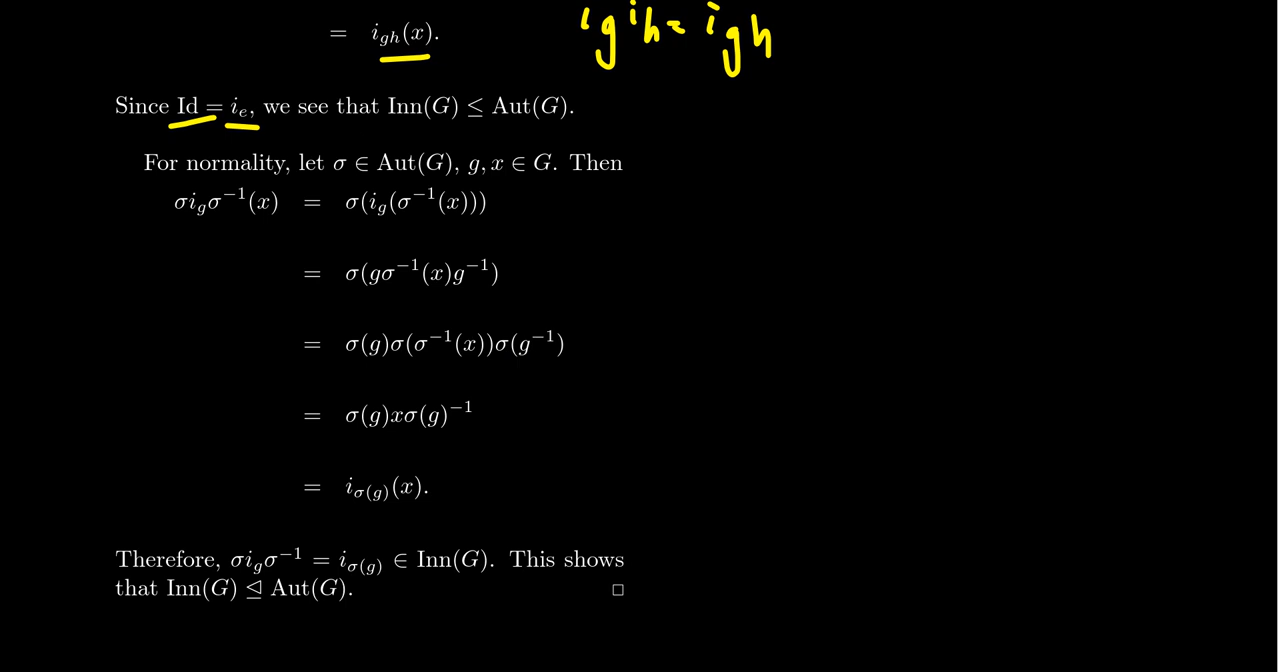 = i_{gh}(x).
i_g i_h = i_{gh}
Since Id = i_e, we see that Inn(G) ≤ Aut(G).
For normality, let σ ∈ Aut(G), g, x ∈ G. Then
σi_gσ⁻¹(x) = σ(i_g(σ⁻¹(x)))
= σ(gσ⁻¹(x)g⁻¹)
= σ(g)σ(σ⁻¹(x))σ(g⁻¹)
= σ(g)xσ(g)⁻¹
= i_{σ(g)}(x).
Therefore, σi_gσ⁻¹ = i_{σ(g)} ∈ Inn(G). This shows
that Inn(G) ⊴ Aut(G). □